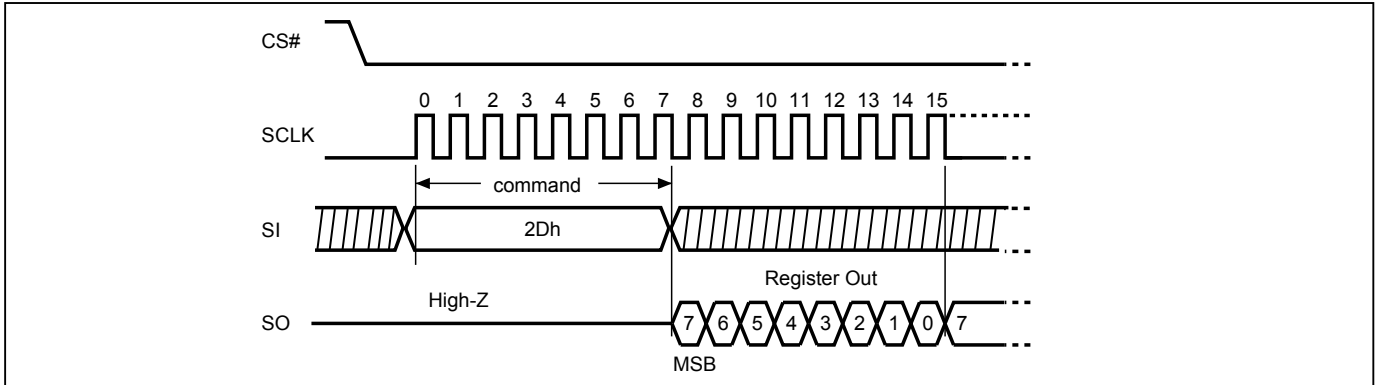 CS#
0 1 2 3 4 5 6 7 8 9 10 11 12 13 14 15
SCLK
command
SI 2Dh
Register Out
High-Z
SO 7 6 5 4 3 2 1 0 7
MSB